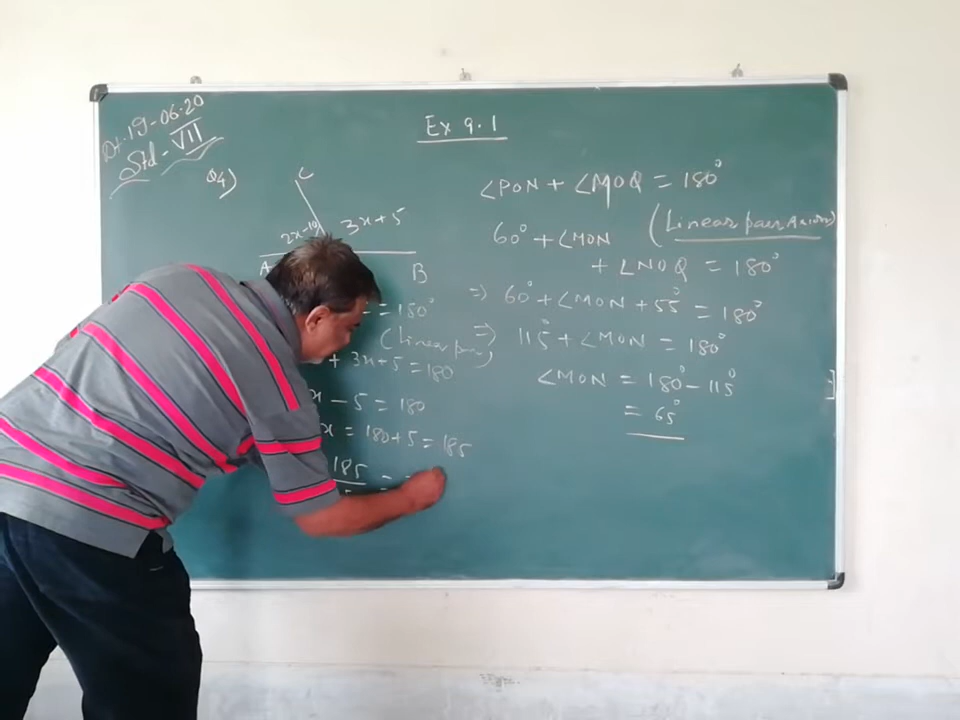 Dt. 19-06-20
Std - VII
Ex 9.1
Q4)
C
2x-10
3x+5
A
B
= 180°
(linear pair)
+ 3x+5 = 180
x - 5 = 180
x = 180+5 = 185
185 =
∠PON + ∠MOQ = 180°
(Linear pair Axiom)
60° + ∠MON
+ ∠NOQ = 180°
⇒ 60° + ∠MON + 55° = 180°
⇒ 115° + ∠MON = 180°
∠MON = 180° - 115°
= 65°